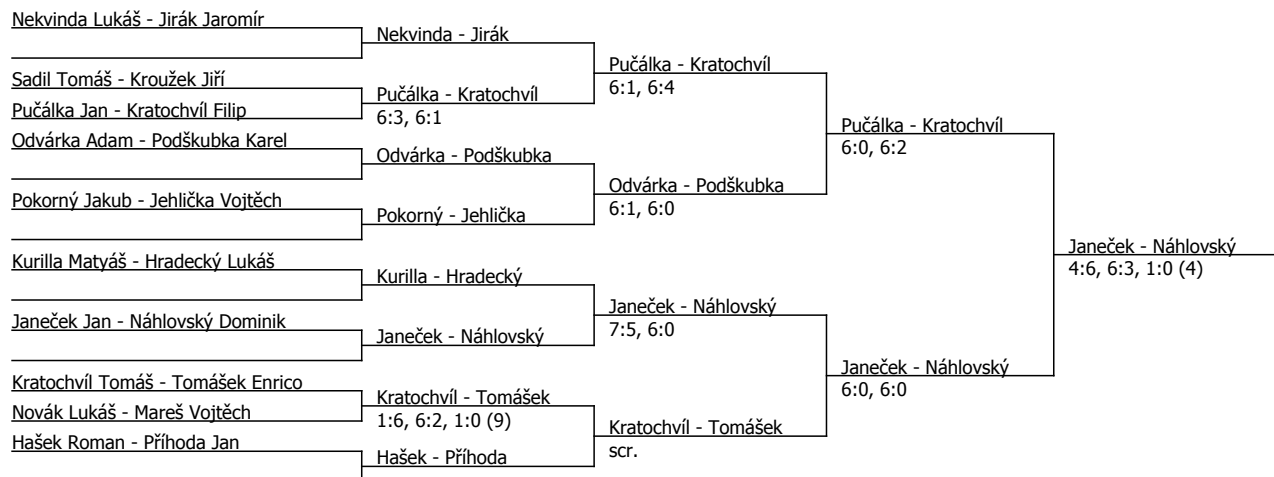 Nekvinda Lukáš - Jirák Jaromír
Sadil Tomáš - Kroužek Jiří
Pučálka Jan - Kratochvíl Filip
Odvárka Adam - Podškubka Karel
Pokorný Jakub - Jehlička Vojtěch
Kurilla Matyáš - Hradecký Lukáš
Janeček Jan - Náhlovský Dominik
Kratochvíl Tomáš - Tomášek Enrico
Novák Lukáš - Mareš Vojtěch
Hašek Roman - Příhoda Jan
Nekvinda - Jirák
Pučálka - Kratochvíl
6:3, 6:1
Odvárka - Podškubka
Pokorný - Jehlička
Kurilla - Hradecký
Janeček - Náhlovský
Kratochvíl - Tomášek
1:6, 6:2, 1:0 (9)
Hašek - Příhoda
Pučálka - Kratochvíl
6:1, 6:4
Odvárka - Podškubka
6:1, 6:0
Janeček - Náhlovský
7:5, 6:0
Kratochvíl - Tomášek
scr.
Pučálka - Kratochvíl
6:0, 6:2
Janeček - Náhlovský
6:0, 6:0
Janeček - Náhlovský
4:6, 6:3, 1:0 (4)